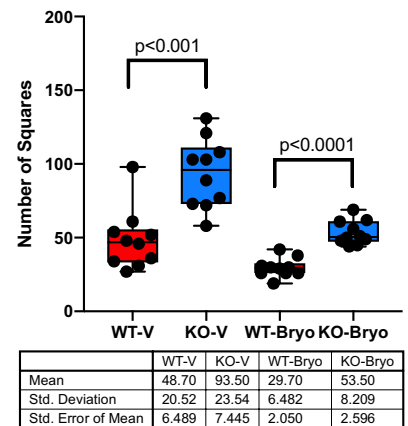 200
p<0.001
150
p<0.0001
100
50
0
Number of Squares
WT-V KO-V WT-Bryo KO-Bryo
WT-V KO-V WT-Bryo KO-Bryo
Mean 48.70 93.50 29.70 53.50
Std. Deviation 20.52 23.54 6.482 8.209
Std. Error of Mean 6.489 7.445 2.050 2.596